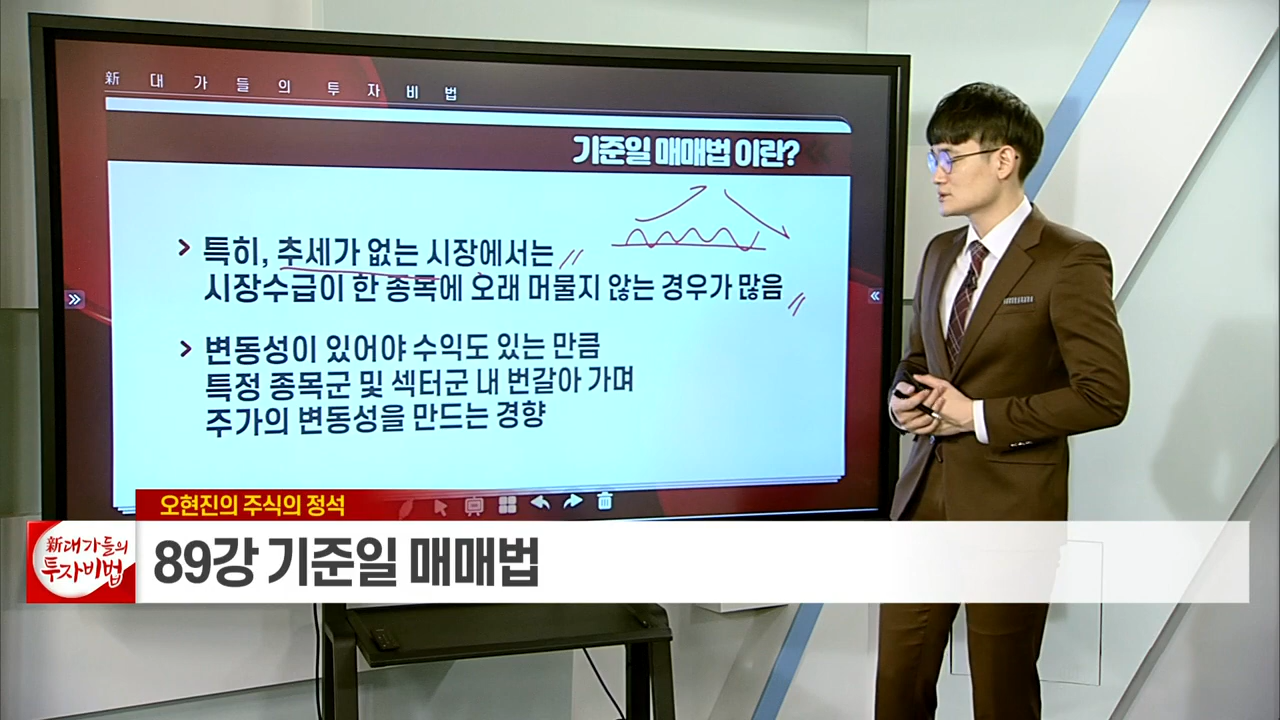 新 대 가 들 의 투 자 비 법
기준일 매매법 이란?
특히, 추세가 없는 시장에서는
시장수급이 한 종목에 오래 머물지 않는 경우가 많음
변동성이 있어야 수익도 있는 만큼
특정 종목군 및 섹터군 내 번갈아 가며
주가의 변동성을 만드는 경향
오현진의 주식의 정석
新대가들의
투자비법
89강 기준일 매매법